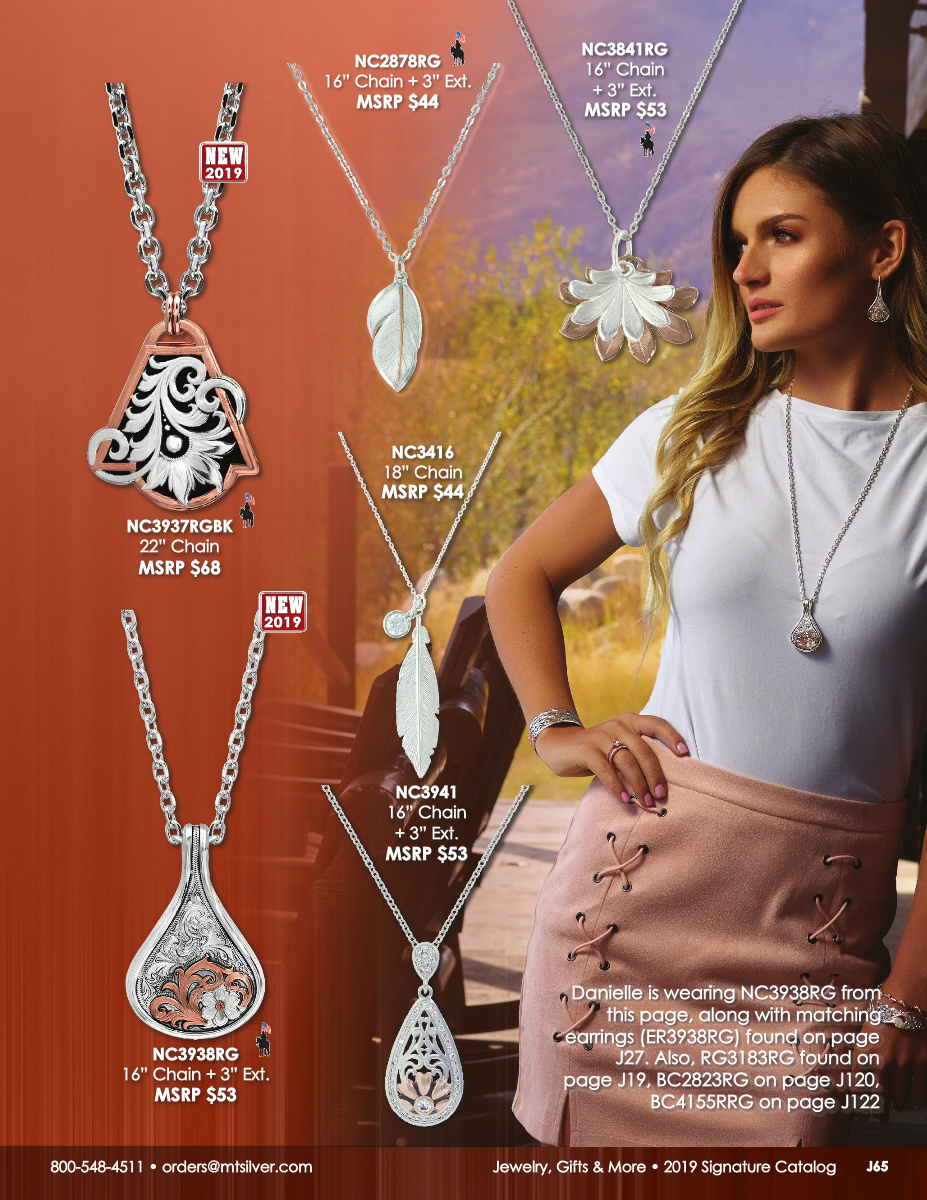 NC2878RG
16” Chain + 3” Ext.
MSRP $44
NC3841RG
16” Chain
+ 3” Ext.
MSRP $53
NEW
2019
NC3937RGBK
22” Chain
MSRP $68
NC3416
18” Chain
MSRP $44
NEW
2019
NC3941
16” Chain
+ 3” Ext.
MSRP $53
NC3938RG
16” Chain + 3” Ext.
MSRP $53
Danielle is wearing NC3938RG from
this page, along with matching
earrings (ER3938RG) found on page
J27. Also, RG3183RG found on
page J19, BC2823RG on page J120,
BC4155RRG on page J122
800-548-4511 • orders@mtsilver.com
Jewelry, Gifts & More • 2019 Signature Catalog J65